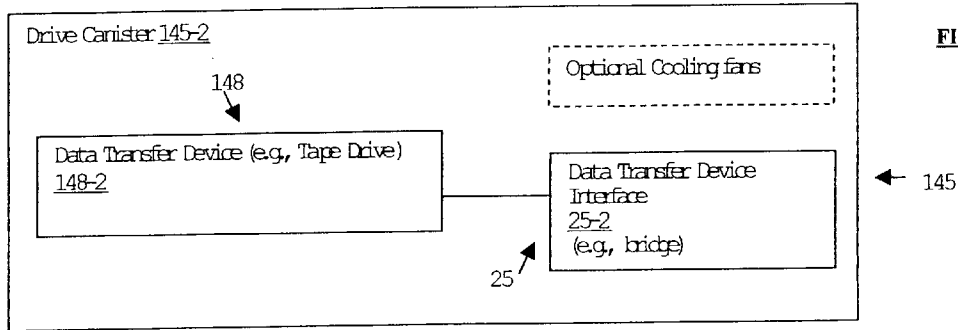 Drive Canister 145-2
FI
Optional Cooling fans
148
Data Transfer Device (e.g., Tape Drive)
148-2
Data Transfer Device
Interface
25-2
(e.g., bridge)
145
25